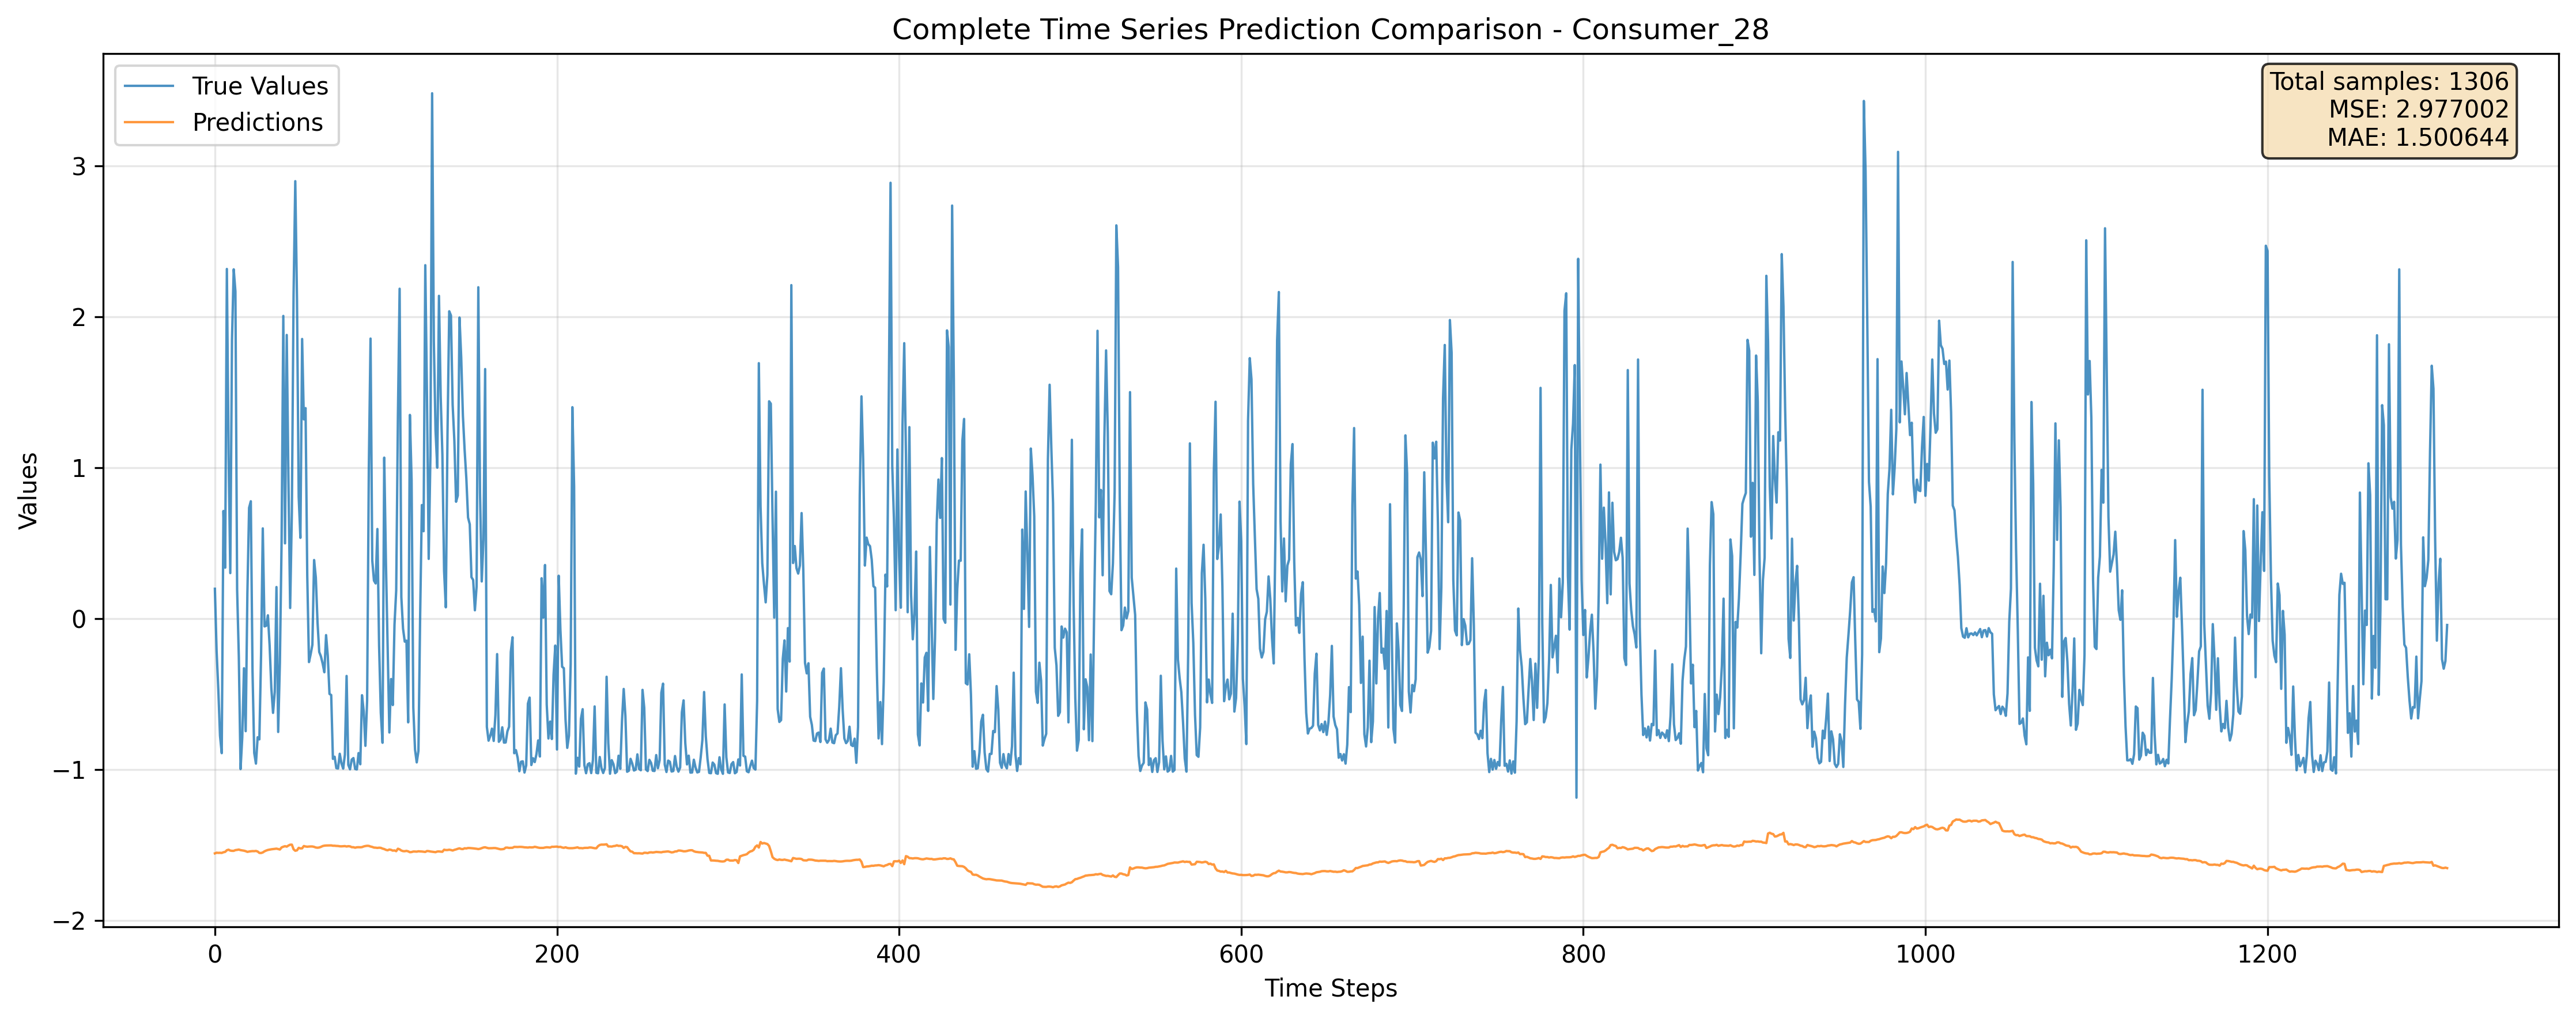 Complete Time Series Prediction Comparison - Consumer_28
True Values
Predictions
Total samples: 1306
MSE: 2.977002
MAE: 1.500644
Values
3
2
1
0
−1
−2
0 200 400 600 800 1000 1200
Time Steps